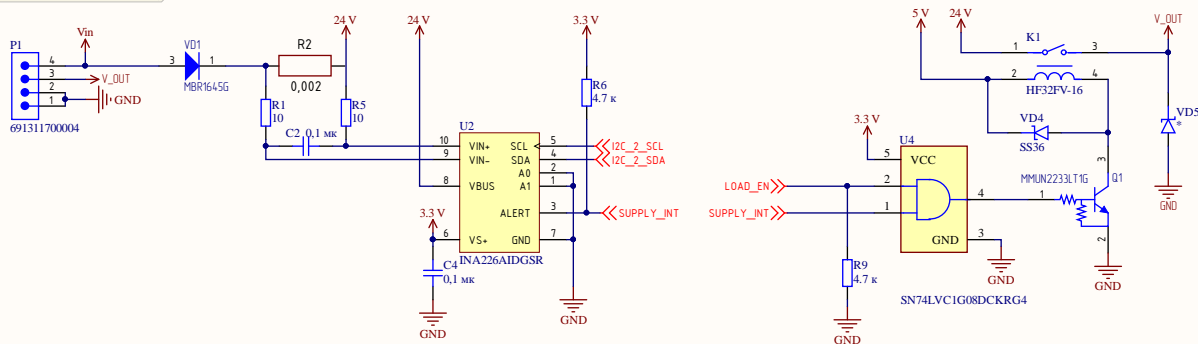 P1
4
3
2
1
691311700004
Vin
V_OUT
GND
VD1
3
1
MBR1645G
R2
0,002
24 V
R1
10
R5
10
C2
0,1 мк
24 V
U2
10
VIN+
9
VIN-
8
VBUS
6
VS+
SCL
5
SDA
4
A0
2
A1
1
ALERT
3
GND
7
INA226AIDGSR
3.3 V
C4
0,1 мк
GND
3.3 V
R6
4.7 к
I2C_2_SCL
I2C_2_SDA
SUPPLY_INT
GND
LOAD_EN
SUPPLY_INT
R9
4.7 к
GND
3.3 V
U4
5
VCC
2
1
4
GND
3
GND
SN74LVC1G08DCKRG4
5 V
24 V
K1
1
3
2
4
HF32FV-16
VD4
SS36
MMUN2233LT1G
Q1
1
3
2
GND
V_OUT
VD5
*
GND